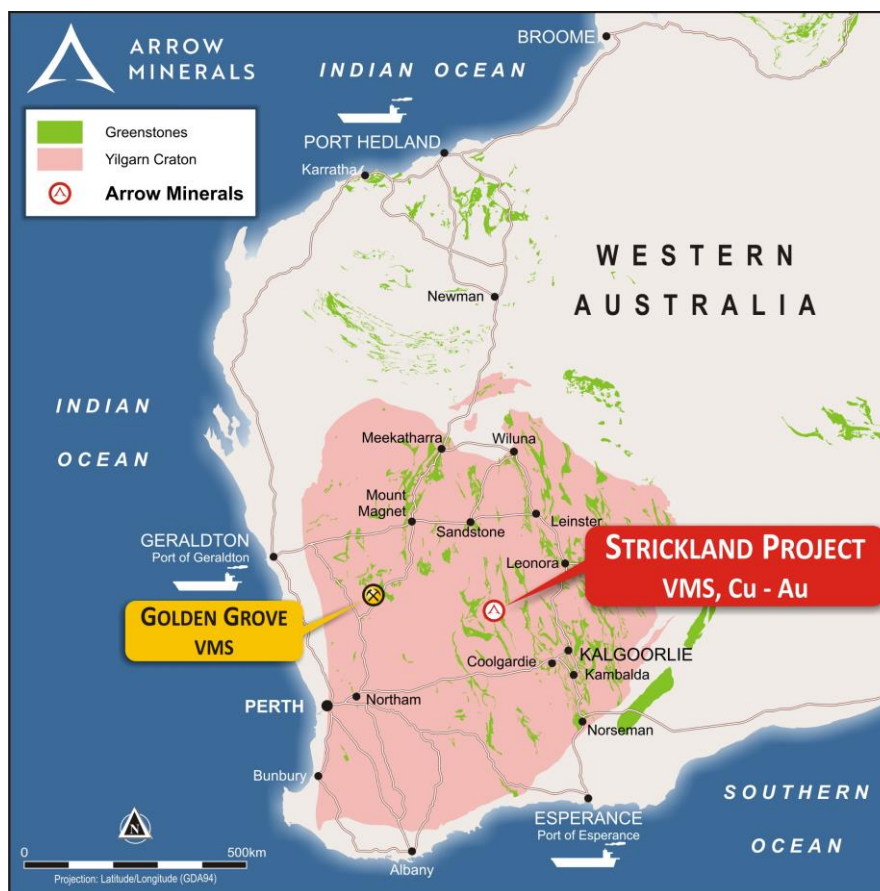 ARROW
MINERALS
Greenstones
Yilgarn Craton
Arrow Minerals
BROOME
INDIAN OCEAN
PORT HEDLAND
Karratha
WESTERN
AUSTRALIA
Newman
INDIAN
OCEAN
Meekatharra
Wiluna
Mount
Magnet
Sandstone
Leinster
GERALDTON
Port of Geraldton
Leonora
STRICKLAND PROJECT
VMS, Cu - Au
GOLDEN GROVE
VMS
Coolgardie
KALGOORLIE
Kambalda
PERTH
Northam
Norseman
Bunbury
ESPERANCE
Port of Esperance
SOUTHERN
OCEAN
N
0 500km
Projection: Latitude/Longitude (GDA94)
Albany